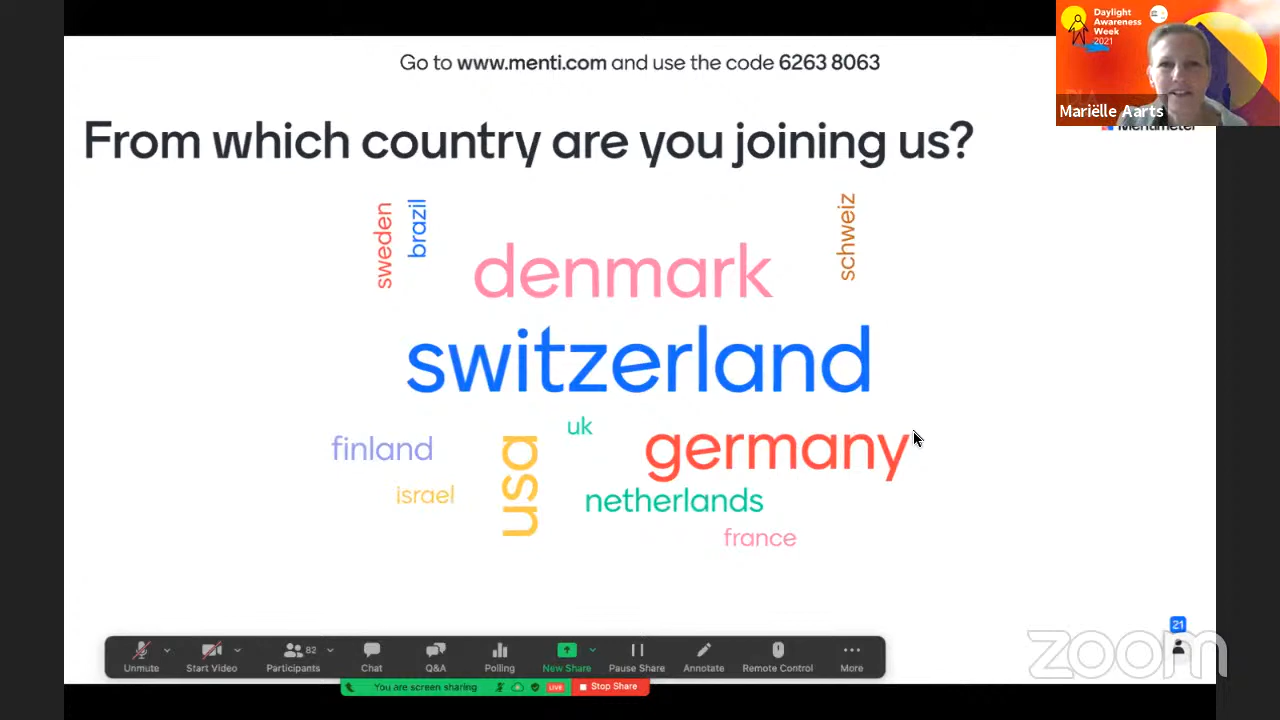 Go to www.menti.com and use the code 6263 8063
Daylight
Awareness
Week
2021
Mariëlle Aarts
Mentimeter
From which country are you joining us?
sweden
brazil
schweiz
denmark
switzerland
uk
finland
usa
germany
israel
netherlands
france
21
82
Unmute
Start Video
Participants
Chat
Q&A
Polling
New Share
Pause Share
Annotate
Remote Control
More
You are screen sharing
LIVE
Stop Share
zoom